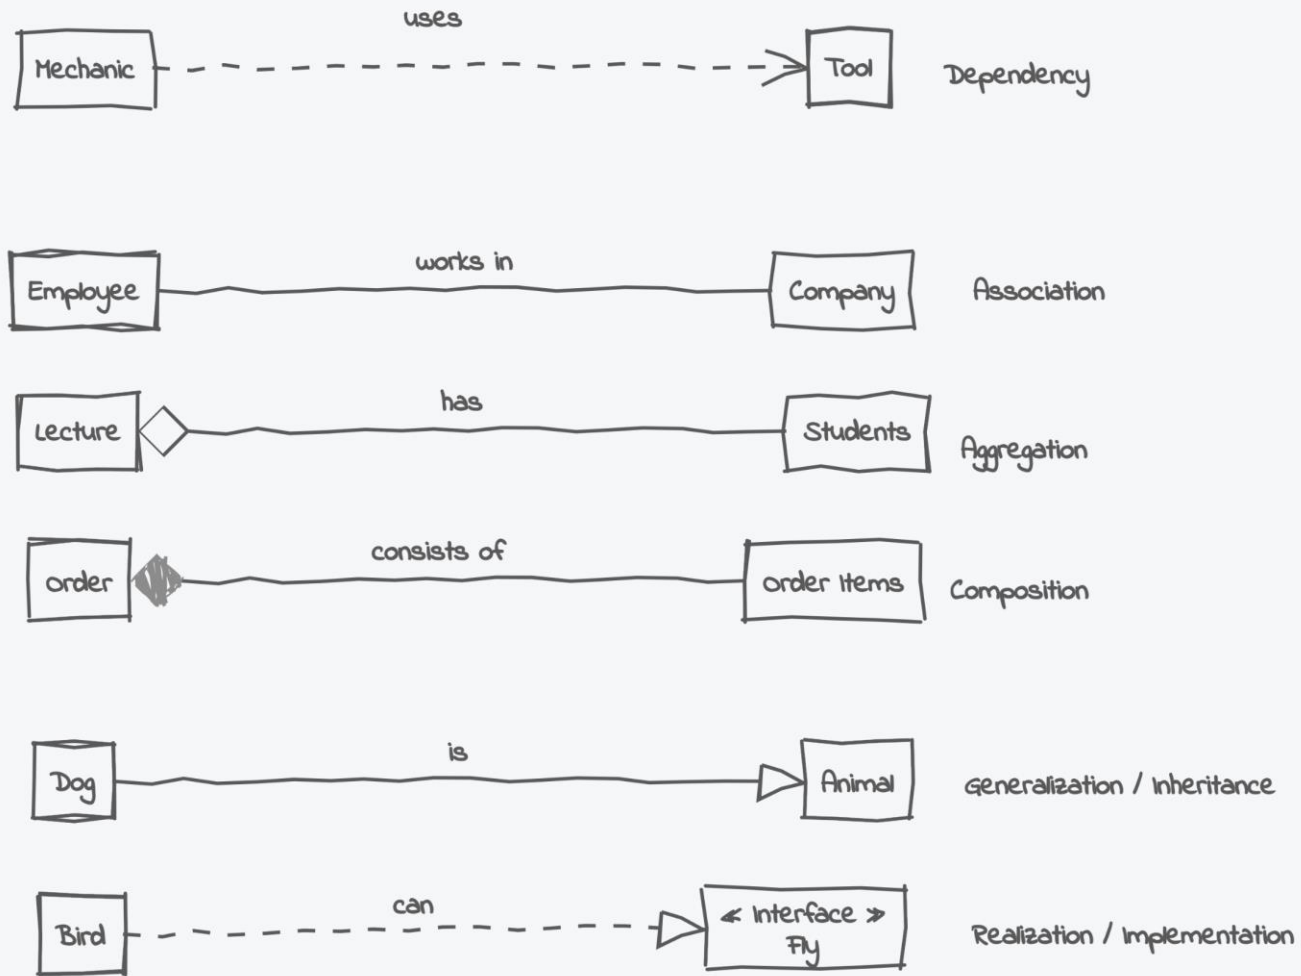 uses
Mechanic
Tool
Dependency
works in
Employee
Company
Association
has
Lecture
Students
Aggregation
consists of
Order
Order Items
Composition
is
Dog
Animal
Generalization / Inheritance
can
Bird
« Interface »
Fly
Realization / Implementation